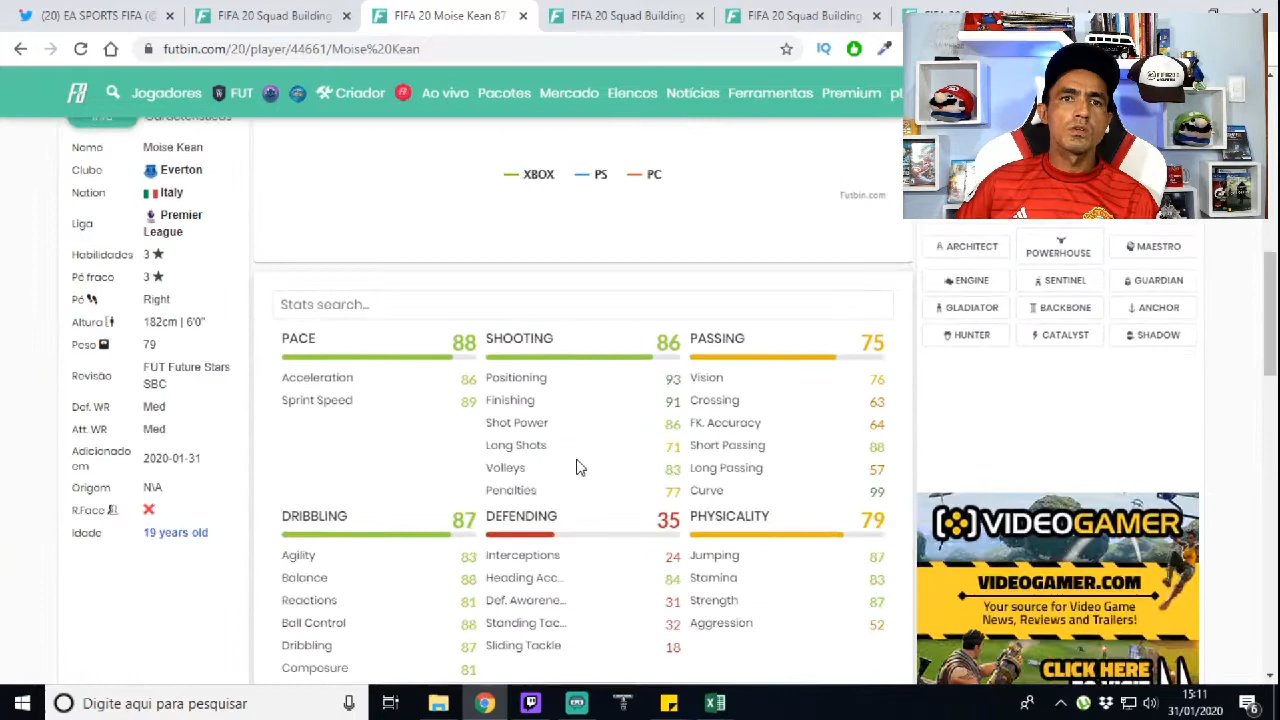 (20) EA SPORTS FIFA (
FIFA 20 Squad
FIFA 20 Moise Kean 87
FIFA 20 Squad Building
FIFA 20 Squad Building
futbin.com/20/player/44661/Moise%20Kean
Jogadores FUT Criador Ao vivo Pacotes Mercado Elencos Notícias Ferramentas Premium
Info
Nome Moise Kean
Clube Everton
Nation Italy
Liga Premier League
Habilidades 3 ★
Pé fraco 3 ★
Pé Right
Altura 182cm | 6'0"
Peso 79
Revisão FUT Future Stars SBC
Def. WR Med
Att. WR Med
Adicionado em 2020-01-31
Origem N\A
R.Face
Idade 19 years old
XBOX PS PC
Futbin.com
Stats search...
PACE 88
Acceleration 86
Sprint Speed 89
SHOOTING 86
Positioning 93
Finishing 91
Shot Power 86
Long Shots 71
Volleys 83
Penalties 77
PASSING 75
Vision 76
Crossing 63
FK. Accuracy 64
Short Passing 88
Long Passing 57
Curve 99
DRIBBLING 87
Agility 83
Balance 88
Reactions 81
Ball Control 88
Dribbling 87
Composure 81
DEFENDING 35
Interceptions 24
Heading Acc... 84
Def. Awarene... 31
Standing Tac... 32
Sliding Tackle 18
PHYSICALITY 79
Jumping 87
Stamina 83
Strength 87
Aggression 52
ARCHITECT POWERHOUSE MAESTRO
ENGINE SENTINEL GUARDIAN
GLADIATOR BACKBONE ANCHOR
HUNTER CATALYST SHADOW
VIDEOGAMER
VIDEOGAMER.COM
Your source for Video Game
News, Reviews and Trailers!
CLICK HERE
Digite aqui para pesquisar
15:11
31/01/2020
6